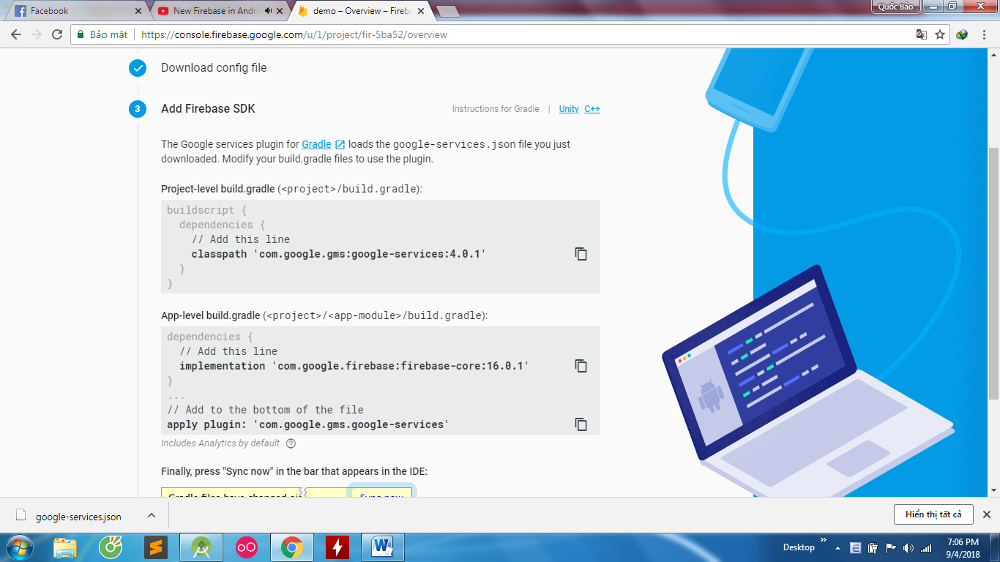 Facebook
New Firebase in Andr
demo – Overview – Fireb
Quốc Bảo
Bảo mật
https://console.firebase.google.com/u/1/project/fir-5ba52/overview
Download config file
3
Add Firebase SDK
Instructions for Gradle | Unity C++
The Google services plugin for Gradle loads the google-services.json file you just
downloaded. Modify your build.gradle files to use the plugin.
Project-level build.gradle (<project>/build.gradle):
buildscript {
dependencies {
// Add this line
classpath 'com.google.gms:google-services:4.0.1'
}
}
App-level build.gradle (<project>/<app-module>/build.gradle):
dependencies {
// Add this line
implementation 'com.google.firebase:firebase-core:16.0.1'
}
...
// Add to the bottom of the file
apply plugin: 'com.google.gms.google-services'
Includes Analytics by default ?
Finally, press "Sync now" in the bar that appears in the IDE:
Gradle files have changed sin
Sync now
google-services.json
Hiển thị tất cả
Desktop
7:06 PM
9/4/2018